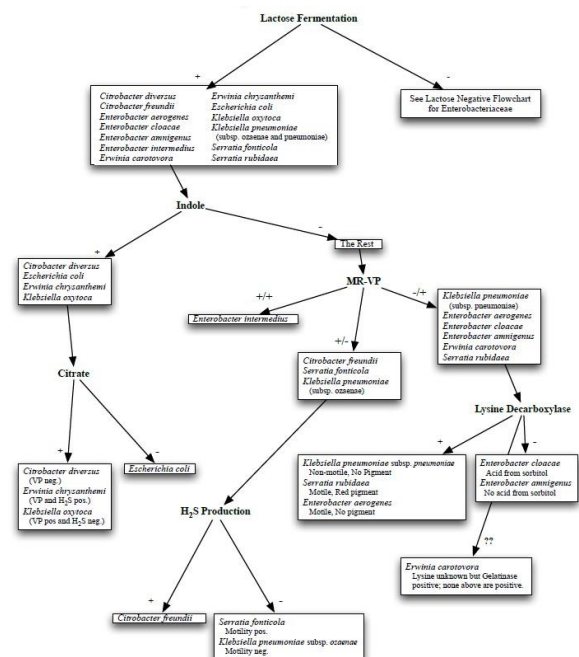 Lactose Fermentation
+
-
Citrobacter diversus
Citrobacter freundii
Enterobacter aerogenes
Enterobacter cloacae
Enterobacter amnigenus
Enterobacter intermedius
Erwinia carotovora
Erwinia chrysanthemi
Escherichia coli
Klebsiella oxytoca
Klebsiella pneumoniae
(subsp. ozaenae and pneumoniae)
Serratia fonticola
Serratia rubidaea
See Lactose Negative Flowchart
for Enterobacteriaceae
Indole
+
-
The Rest
Citrobacter diversus
Escherichia coli
Erwinia chrysanthemi
Klebsiella oxytoca
MR-VP
+/+
+/-
-/+
Enterobacter intermedius
Citrobacter freundii
Serratia fonticola
Klebsiella pneumoniae
(subsp. ozaenae)
Klebsiella pneumoniae
(subsp. pneumoniae)
Enterobacter aerogenes
Enterobacter cloacae
Enterobacter amnigenus
Erwinia carotovora
Serratia rubidaea
Citrate
+
-
Citrobacter diversus
(VP neg.)
Erwinia chrysanthemi
(VP and H2S pos.)
Klebsiella oxytoca
(VP pos and H2S neg.)
Escherichia coli
Lysine Decarboxylase
+
-
??
Klebsiella pneumoniae subsp. pneumoniae
Non-motile, No Pigment
Serratia rubidaea
Motile, Red pigment
Enterobacter aerogenes
Motile, No pigment
Enterobacter cloacae
Acid from sorbitol
Enterobacter amnigenus
No acid from sorbitol
Erwinia carotovora
Lysine unknown but Gelatinase
positive; none above are positive.
H2S Production
+
-
Citrobacter freundii
Serratia fonticola
Motility pos.
Klebsiella pneumoniae subsp. ozaenae
Motility neg.